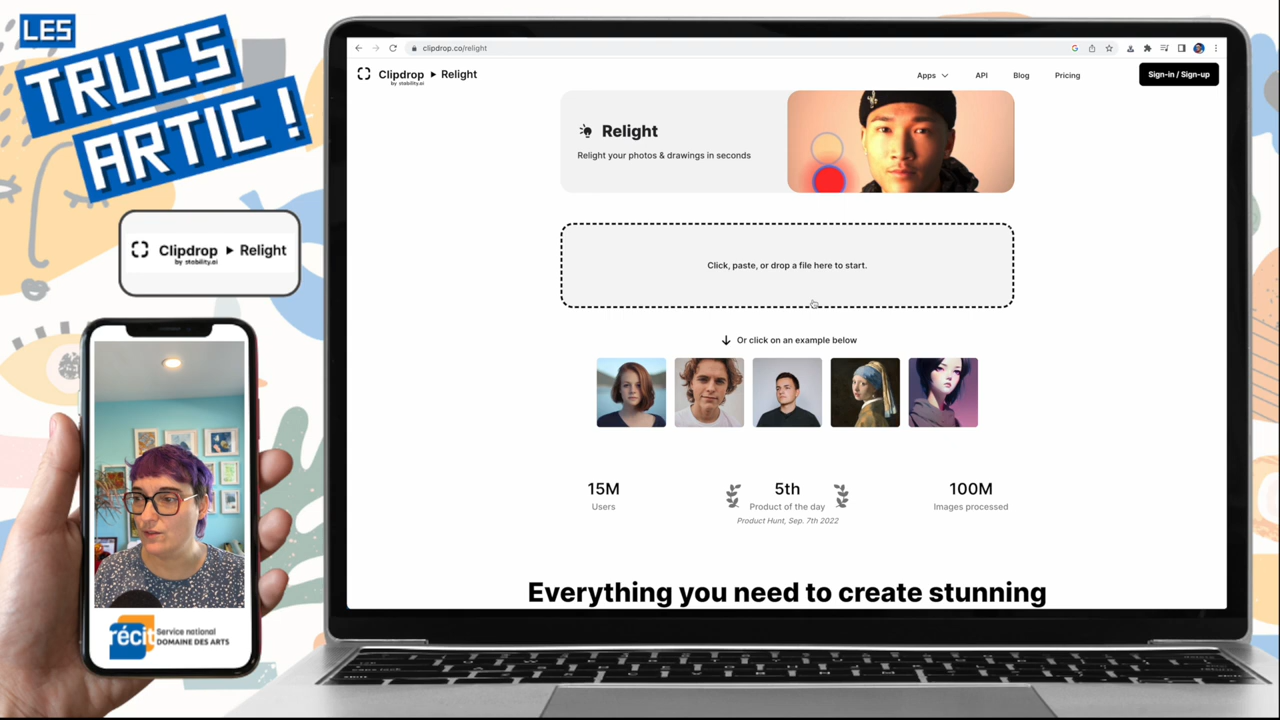 LES
TRUCS
ARTIC !
Clipdrop ▸ Relight
by stability.ai
récit
Service national
DOMAINE DES ARTS
clipdrop.co/relight
Clipdrop ▸ Relight
by stability.ai
Apps
API
Blog
Pricing
Sign-in / Sign-up
Relight
Relight your photos & drawings in seconds
Click, paste, or drop a file here to start.
Or click on an example below
15M
Users
5th
Product of the day
Product Hunt, Sep. 7th 2022
100M
Images processed
Everything you need to create stunning